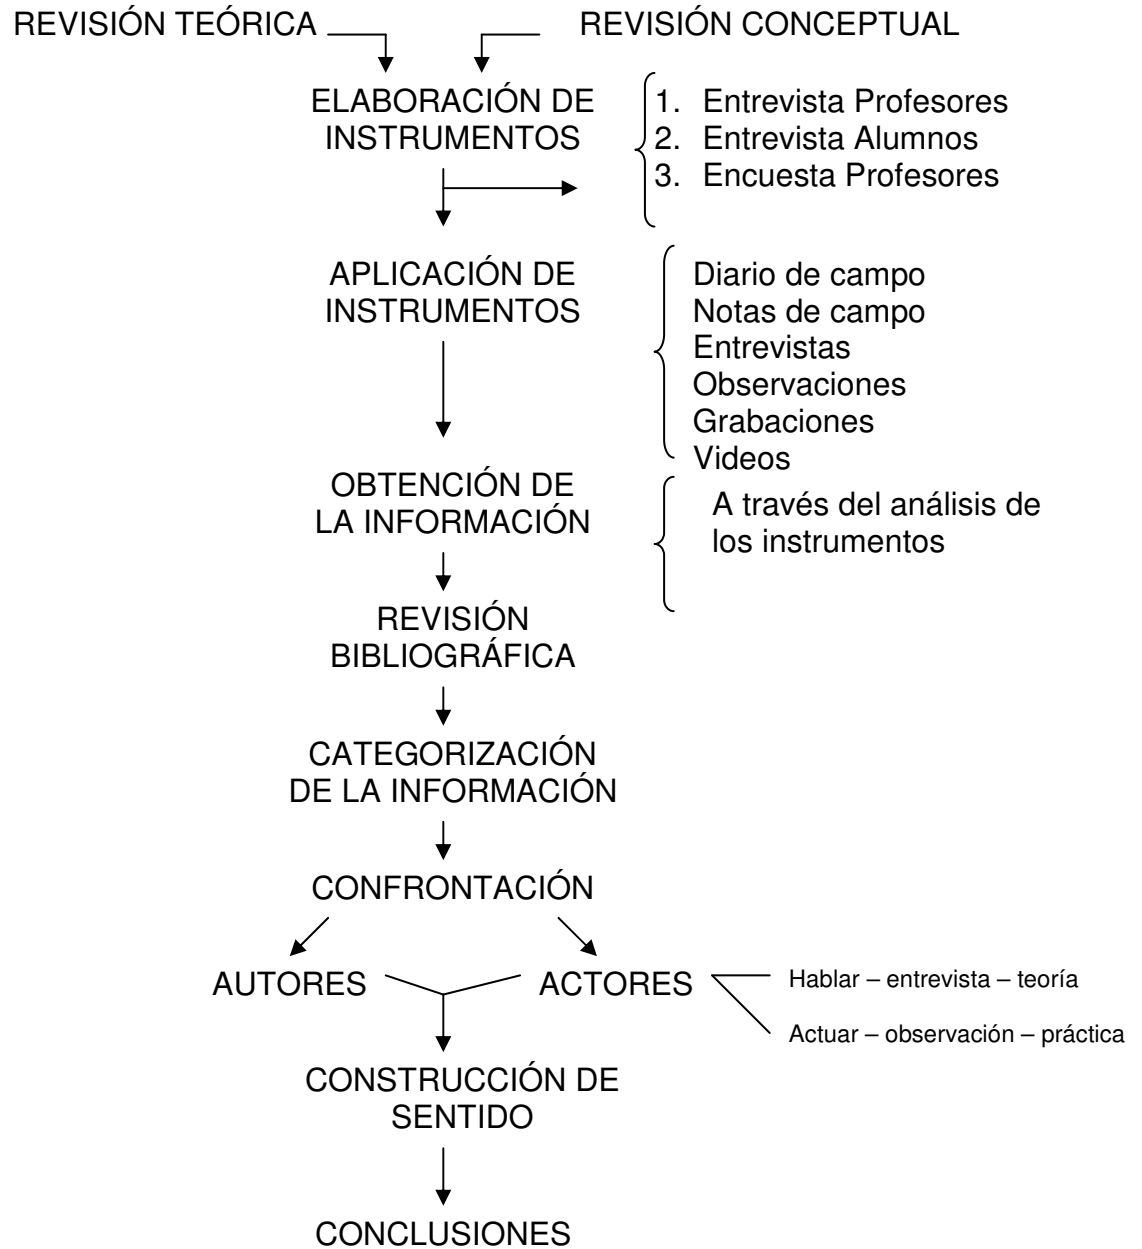 REVISIÓN TEÓRICA
REVISIÓN CONCEPTUAL
ELABORACIÓN DE
INSTRUMENTOS
1. Entrevista Profesores
2. Entrevista Alumnos
3. Encuesta Profesores
APLICACIÓN DE
INSTRUMENTOS
Diario de campo
Notas de campo
Entrevistas
Observaciones
Grabaciones
Videos
OBTENCIÓN DE
LA INFORMACIÓN
A través del análisis de
los instrumentos
REVISIÓN
BIBLIOGRÁFICA
CATEGORIZACIÓN
DE LA INFORMACIÓN
CONFRONTACIÓN
AUTORES
ACTORES
Hablar – entrevista – teoría
Actuar – observación – práctica
CONSTRUCCIÓN DE
SENTIDO
CONCLUSIONES